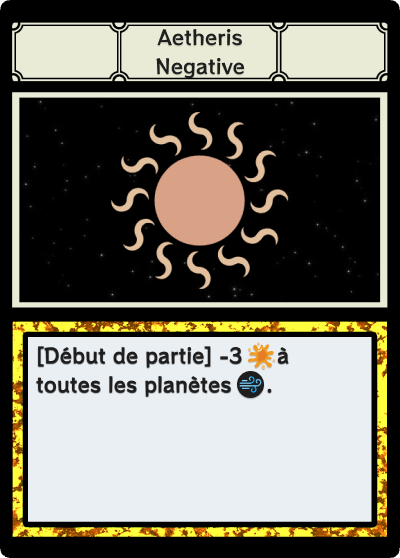 Aetheris
Negative
[Début de partie] -3 à
toutes les planètes .